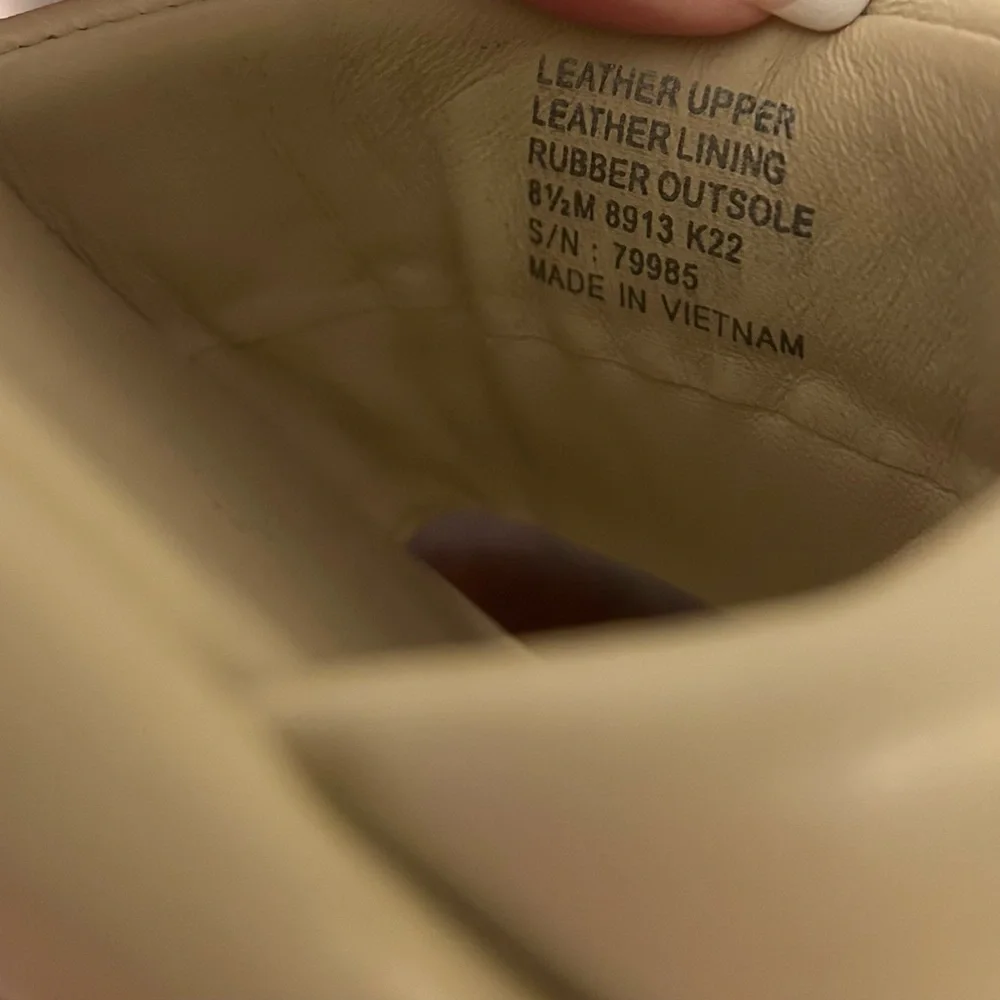 LEATHER UPPER
LEATHER LINING
RUBBER OUTSOLE
8½M 8913 K22
S/N : 79985
MADE IN VIETNAM